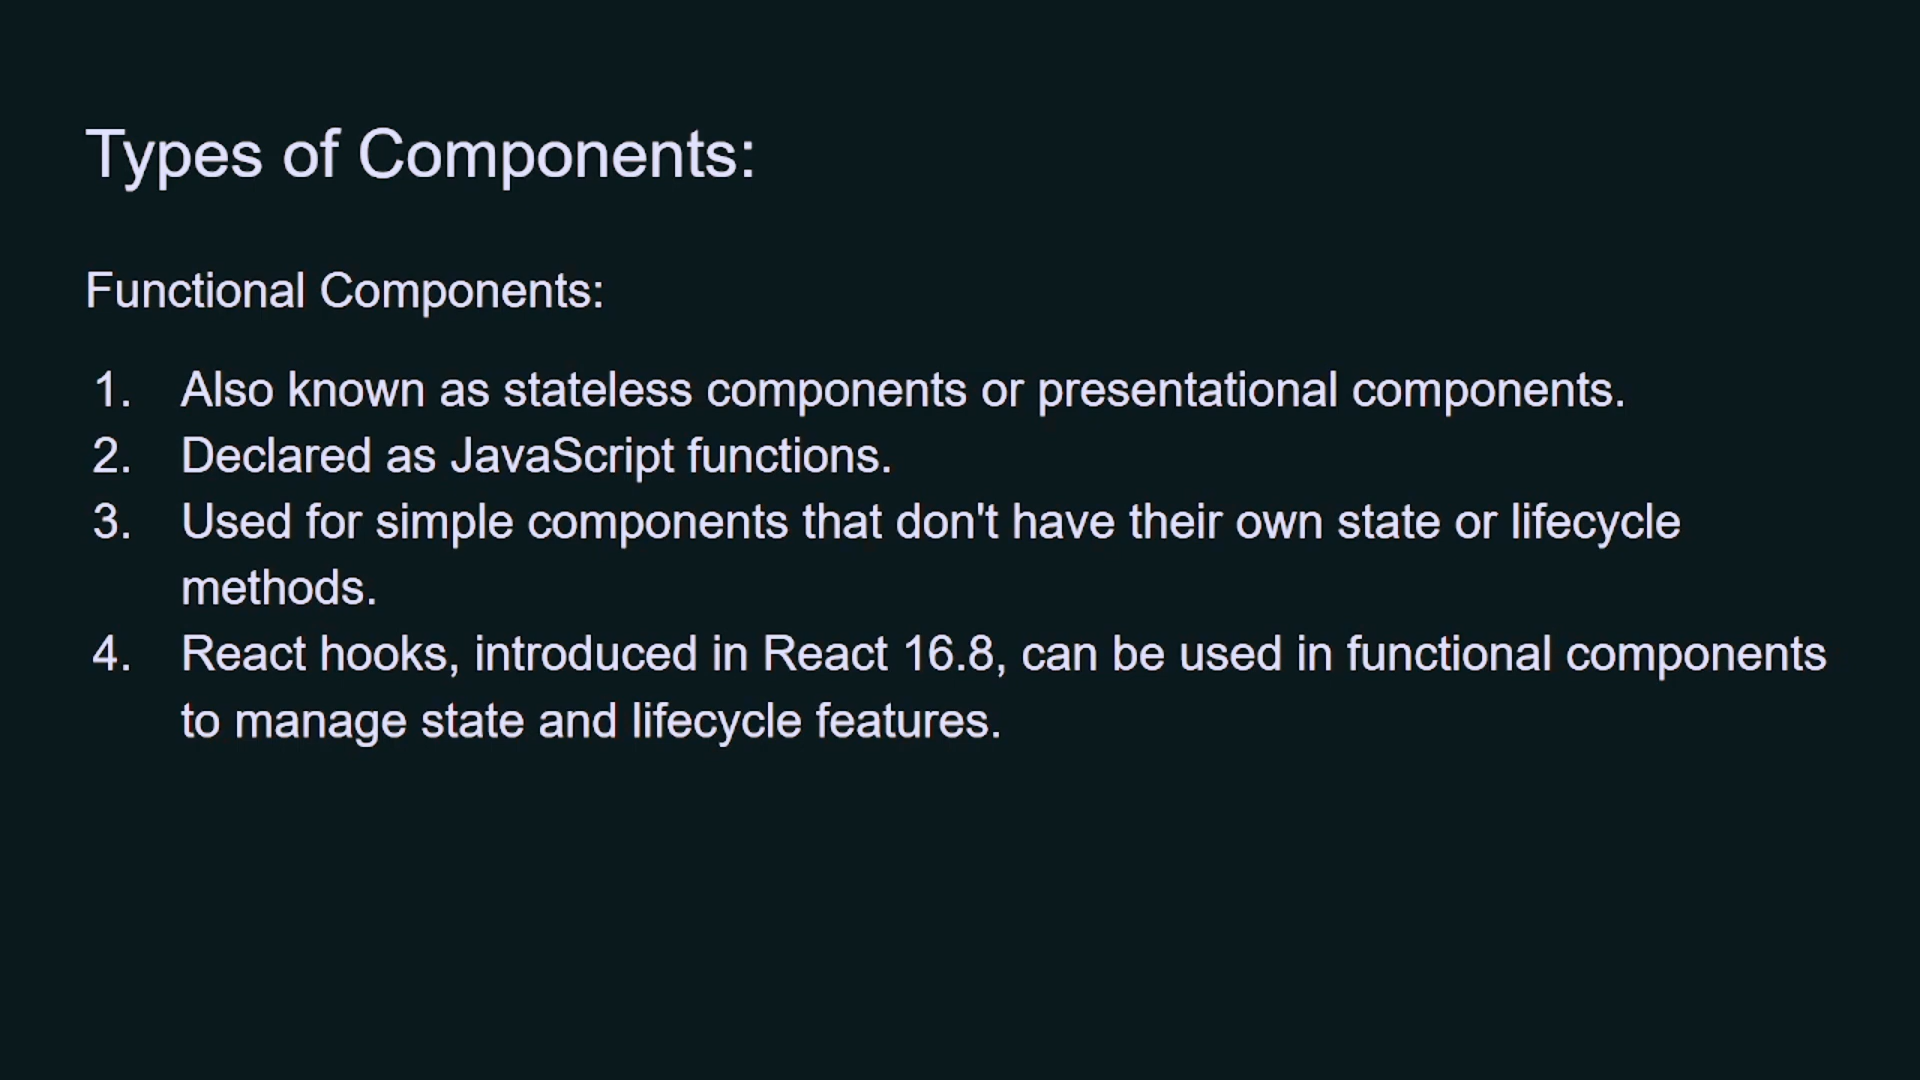 Types of Components:
Functional Components:
1. Also known as stateless components or presentational components.
2. Declared as JavaScript functions.
3. Used for simple components that don't have their own state or lifecycle
methods.
4. React hooks, introduced in React 16.8, can be used in functional components
to manage state and lifecycle features.